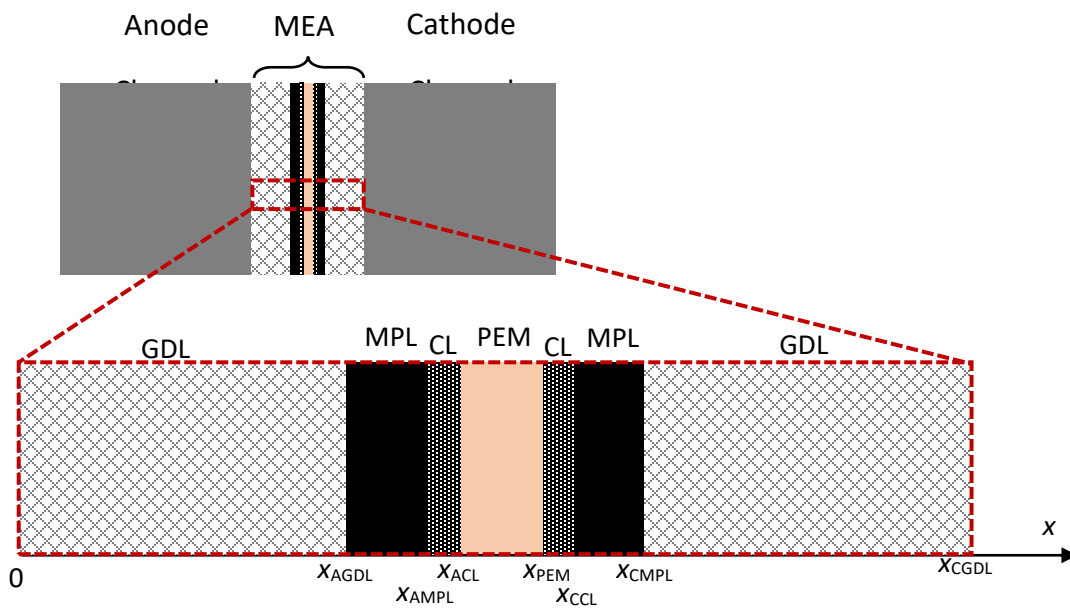 Anode MEA Cathode
MPL CL PEM CL MPL
GDL GDL
x
0 xAGDL xACL xPEM xCMPL xCGDL
xAMPL xCCL